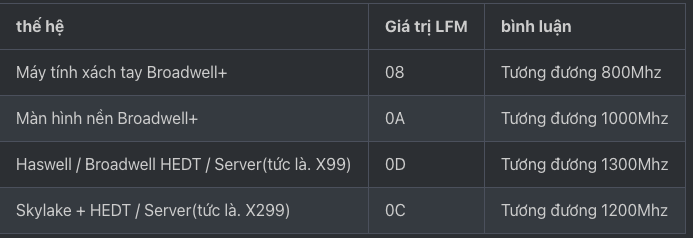 thế hệ Giá trị LFM bình luận
Máy tính xách tay Broadwell+ 08 Tương đương 800Mhz
Màn hình nền Broadwell+ 0A Tương đương 1000Mhz
Haswell / Broadwell HEDT / Server(tức là. X99) 0D Tương đương 1300Mhz
Skylake + HEDT / Server(tức là. X299) 0C Tương đương 1200Mhz